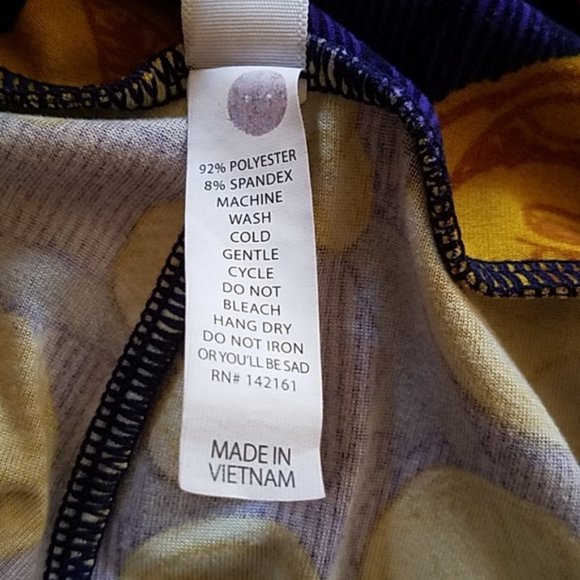 92% POLYESTER
8% SPANDEX
MACHINE
WASH
COLD
GENTLE
CYCLE
DO NOT
BLEACH
HANG DRY
DO NOT IRON
OR YOU'LL BE SAD
RN# 142161
MADE IN
VIETNAM